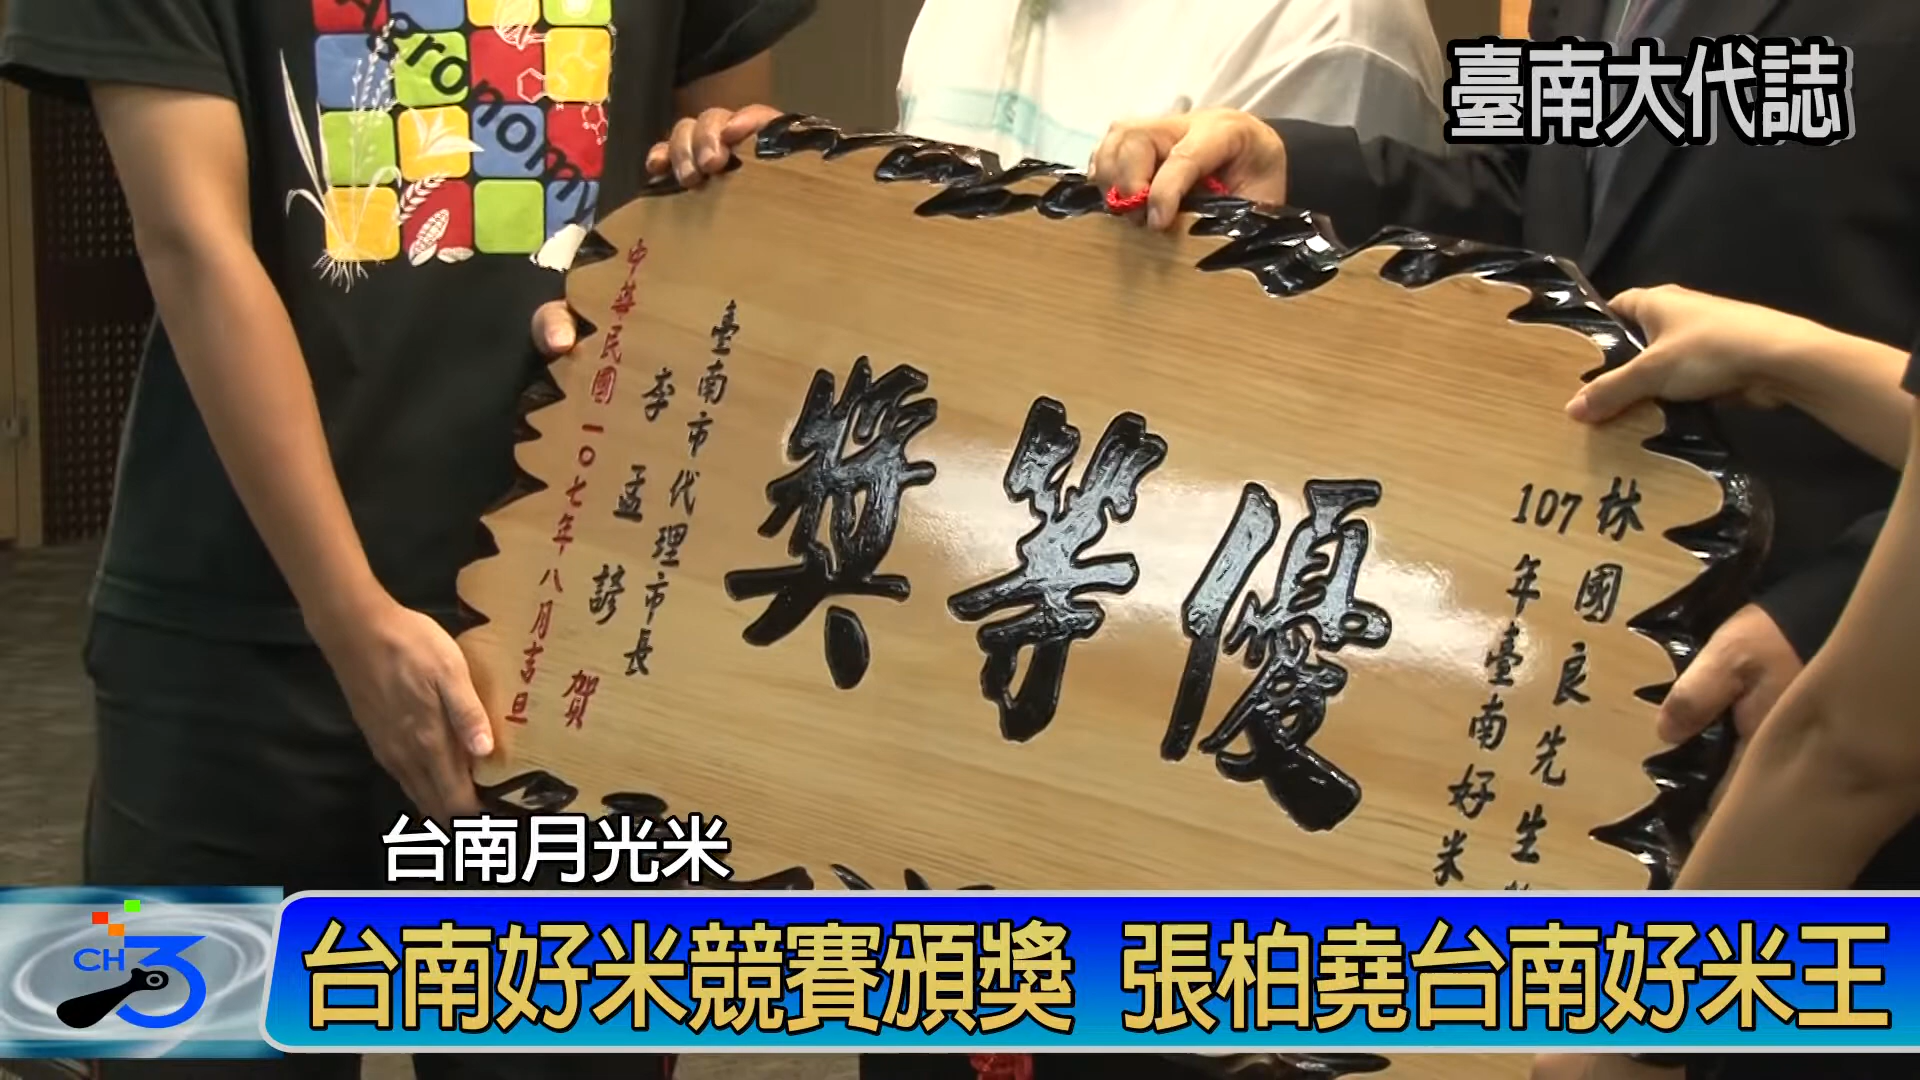 臺南大代誌
Agronomy
林國良先生
107年臺南好米
優等獎
臺南市代理市長
李孟諺 賀
中華民國一〇七年八月吉旦
台南月光米
CH3
台南好米競賽頒獎 張柏堯台南好米王